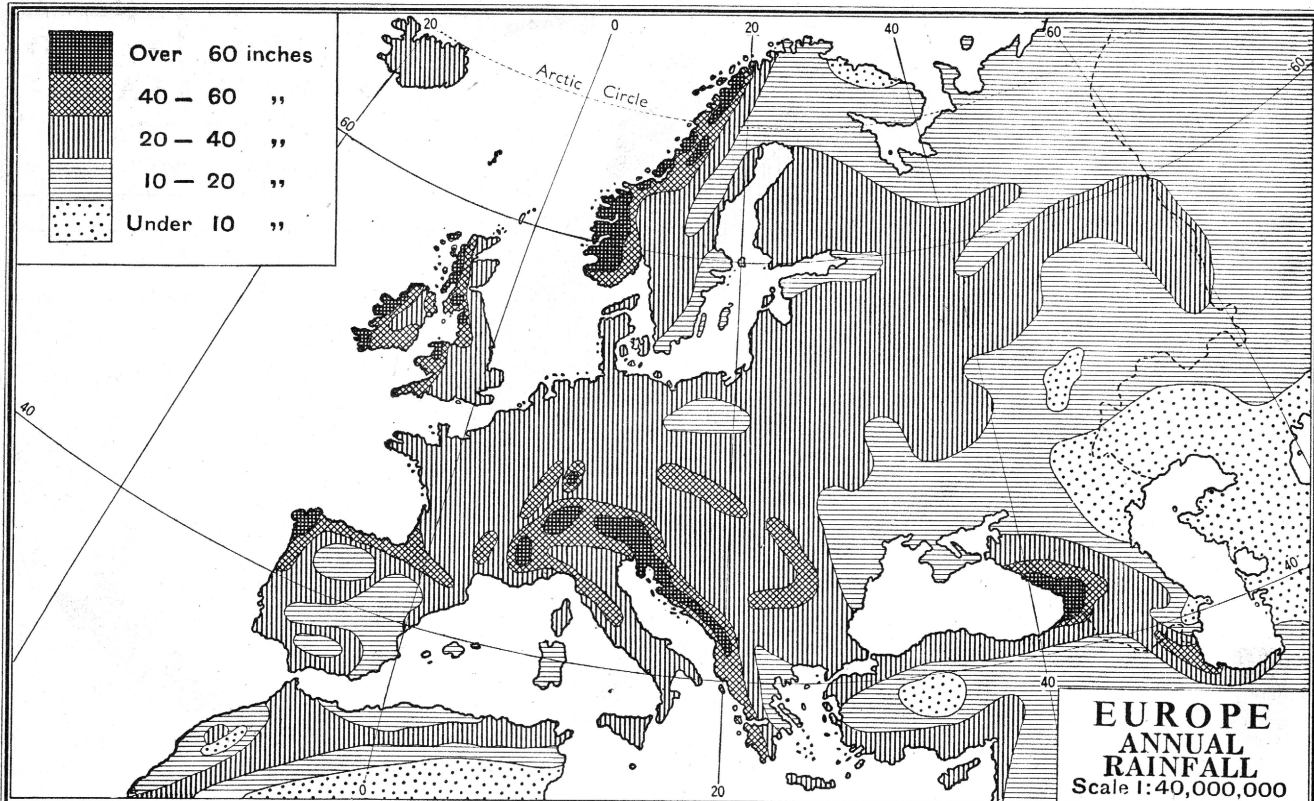 Over 60 inches
40 – 60 ,,
20 – 40 ,,
10 – 20 ,,
Under 10 ,,
20
0
20
40
60
60
Arctic Circle
60
40
40
40
0
20
EUROPE
ANNUAL
RAINFALL
Scale 1:40,000,000